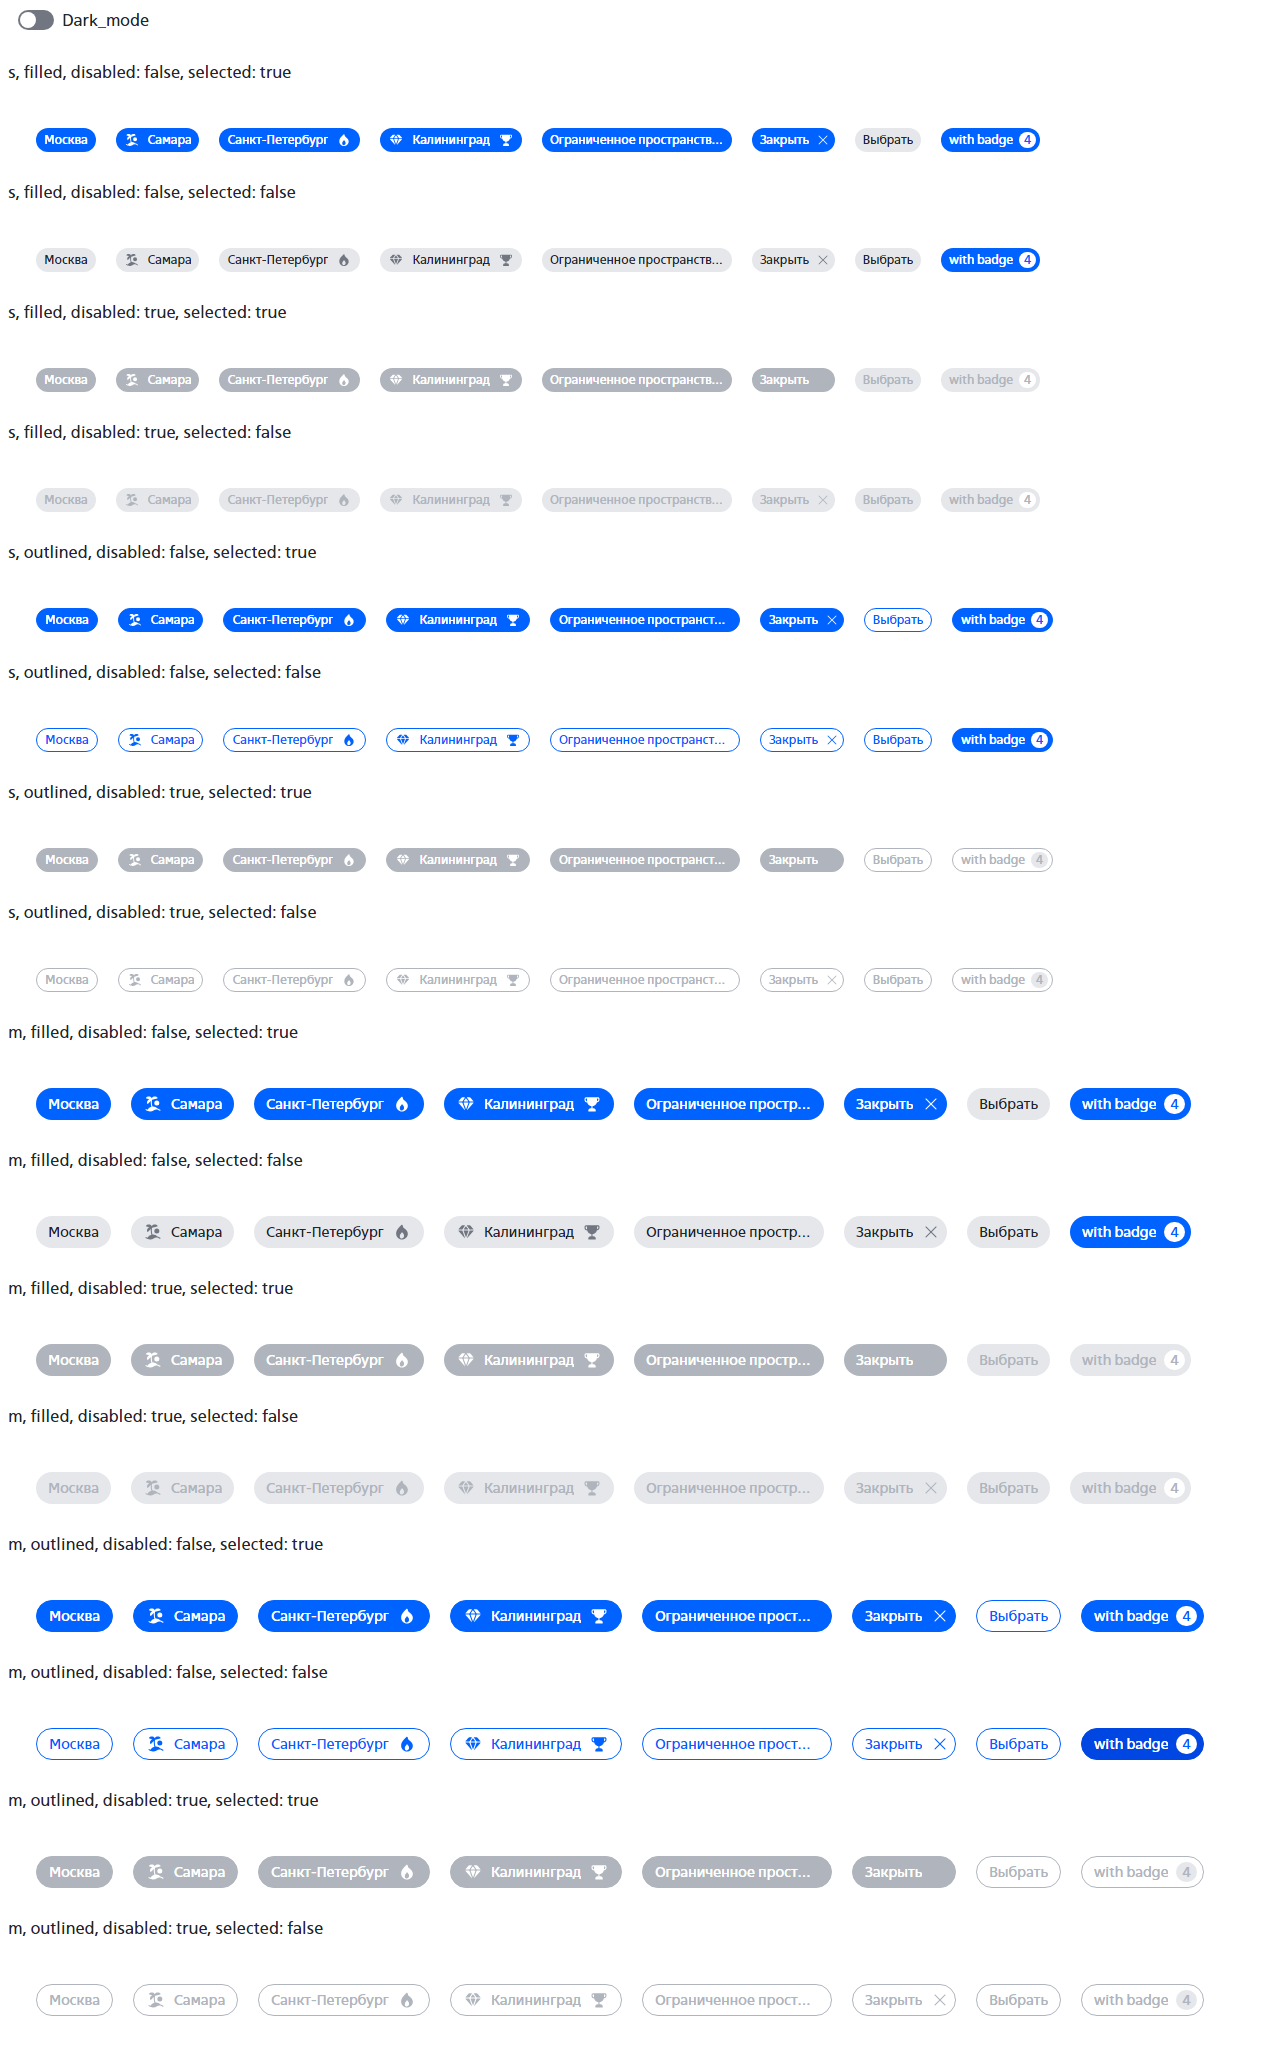 Dark_mode
s, filled, disabled: false, selected: true
Москва Самара Санкт-Петербург Калининград Ограниченное пространств... Закрыть Выбрать with badge 4
s, filled, disabled: false, selected: false
Москва Самара Санкт-Петербург Калининград Ограниченное пространств... Закрыть Выбрать with badge 4
s, filled, disabled: true, selected: true
Москва Самара Санкт-Петербург Калининград Ограниченное пространств... Закрыть Выбрать with badge 4
s, filled, disabled: true, selected: false
Москва Самара Санкт-Петербург Калининград Ограниченное пространств... Закрыть Выбрать with badge 4
s, outlined, disabled: false, selected: true
Москва Самара Санкт-Петербург Калининград Ограниченное пространст... Закрыть Выбрать with badge 4
s, outlined, disabled: false, selected: false
Москва Самара Санкт-Петербург Калининград Ограниченное пространст... Закрыть Выбрать with badge 4
s, outlined, disabled: true, selected: true
Москва Самара Санкт-Петербург Калининград Ограниченное пространст... Закрыть Выбрать with badge 4
s, outlined, disabled: true, selected: false
Москва Самара Санкт-Петербург Калининград Ограниченное пространст... Закрыть Выбрать with badge 4
m, filled, disabled: false, selected: true
Москва Самара Санкт-Петербург Калининград Ограниченное простр... Закрыть Выбрать with badge 4
m, filled, disabled: false, selected: false
Москва Самара Санкт-Петербург Калининград Ограниченное простр... Закрыть Выбрать with badge 4
m, filled, disabled: true, selected: true
Москва Самара Санкт-Петербург Калининград Ограниченное простр... Закрыть Выбрать with badge 4
m, filled, disabled: true, selected: false
Москва Самара Санкт-Петербург Калининград Ограниченное простр... Закрыть Выбрать with badge 4
m, outlined, disabled: false, selected: true
Москва Самара Санкт-Петербург Калининград Ограниченное прост... Закрыть Выбрать with badge 4
m, outlined, disabled: false, selected: false
Москва Самара Санкт-Петербург Калининград Ограниченное прост... Закрыть Выбрать with badge 4
m, outlined, disabled: true, selected: true
Москва Самара Санкт-Петербург Калининград Ограниченное прост... Закрыть Выбрать with badge 4
m, outlined, disabled: true, selected: false
Москва Самара Санкт-Петербург Калининград Ограниченное прост... Закрыть Выбрать with badge 4